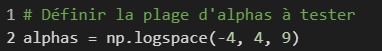 1 # Définir la plage d'alphas à tester
2 alphas = np.logspace(-4, 4, 9)